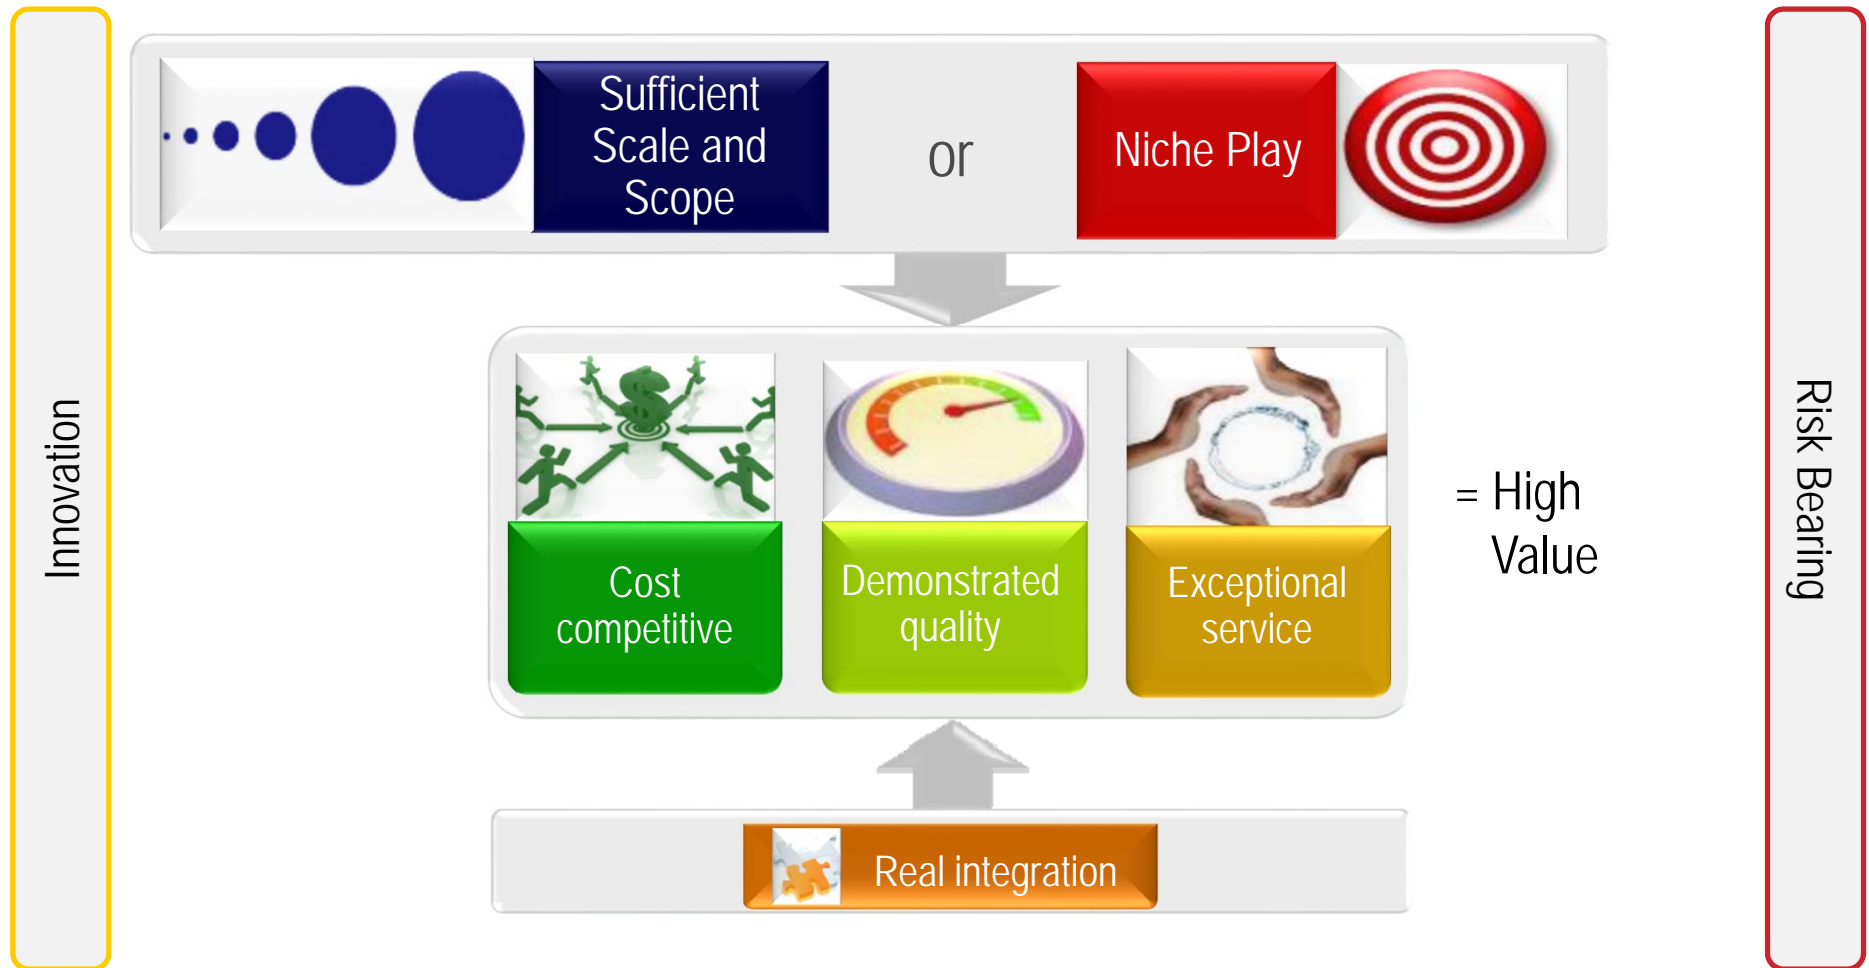 Innovation
Sufficient
Scale and
Scope
or
Niche Play
Cost
competitive
Demonstrated
quality
Exceptional
service
= High
Value
Real integration
Risk Bearing